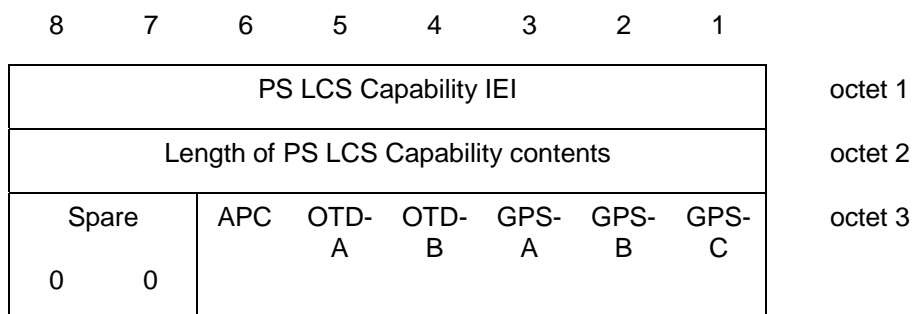 8 7 6 5 4 3 2 1
PS LCS Capability IEI octet 1
Length of PS LCS Capability contents octet 2
Spare APC OTD- OTD- GPS- GPS- GPS- octet 3
A B A B C
0 0